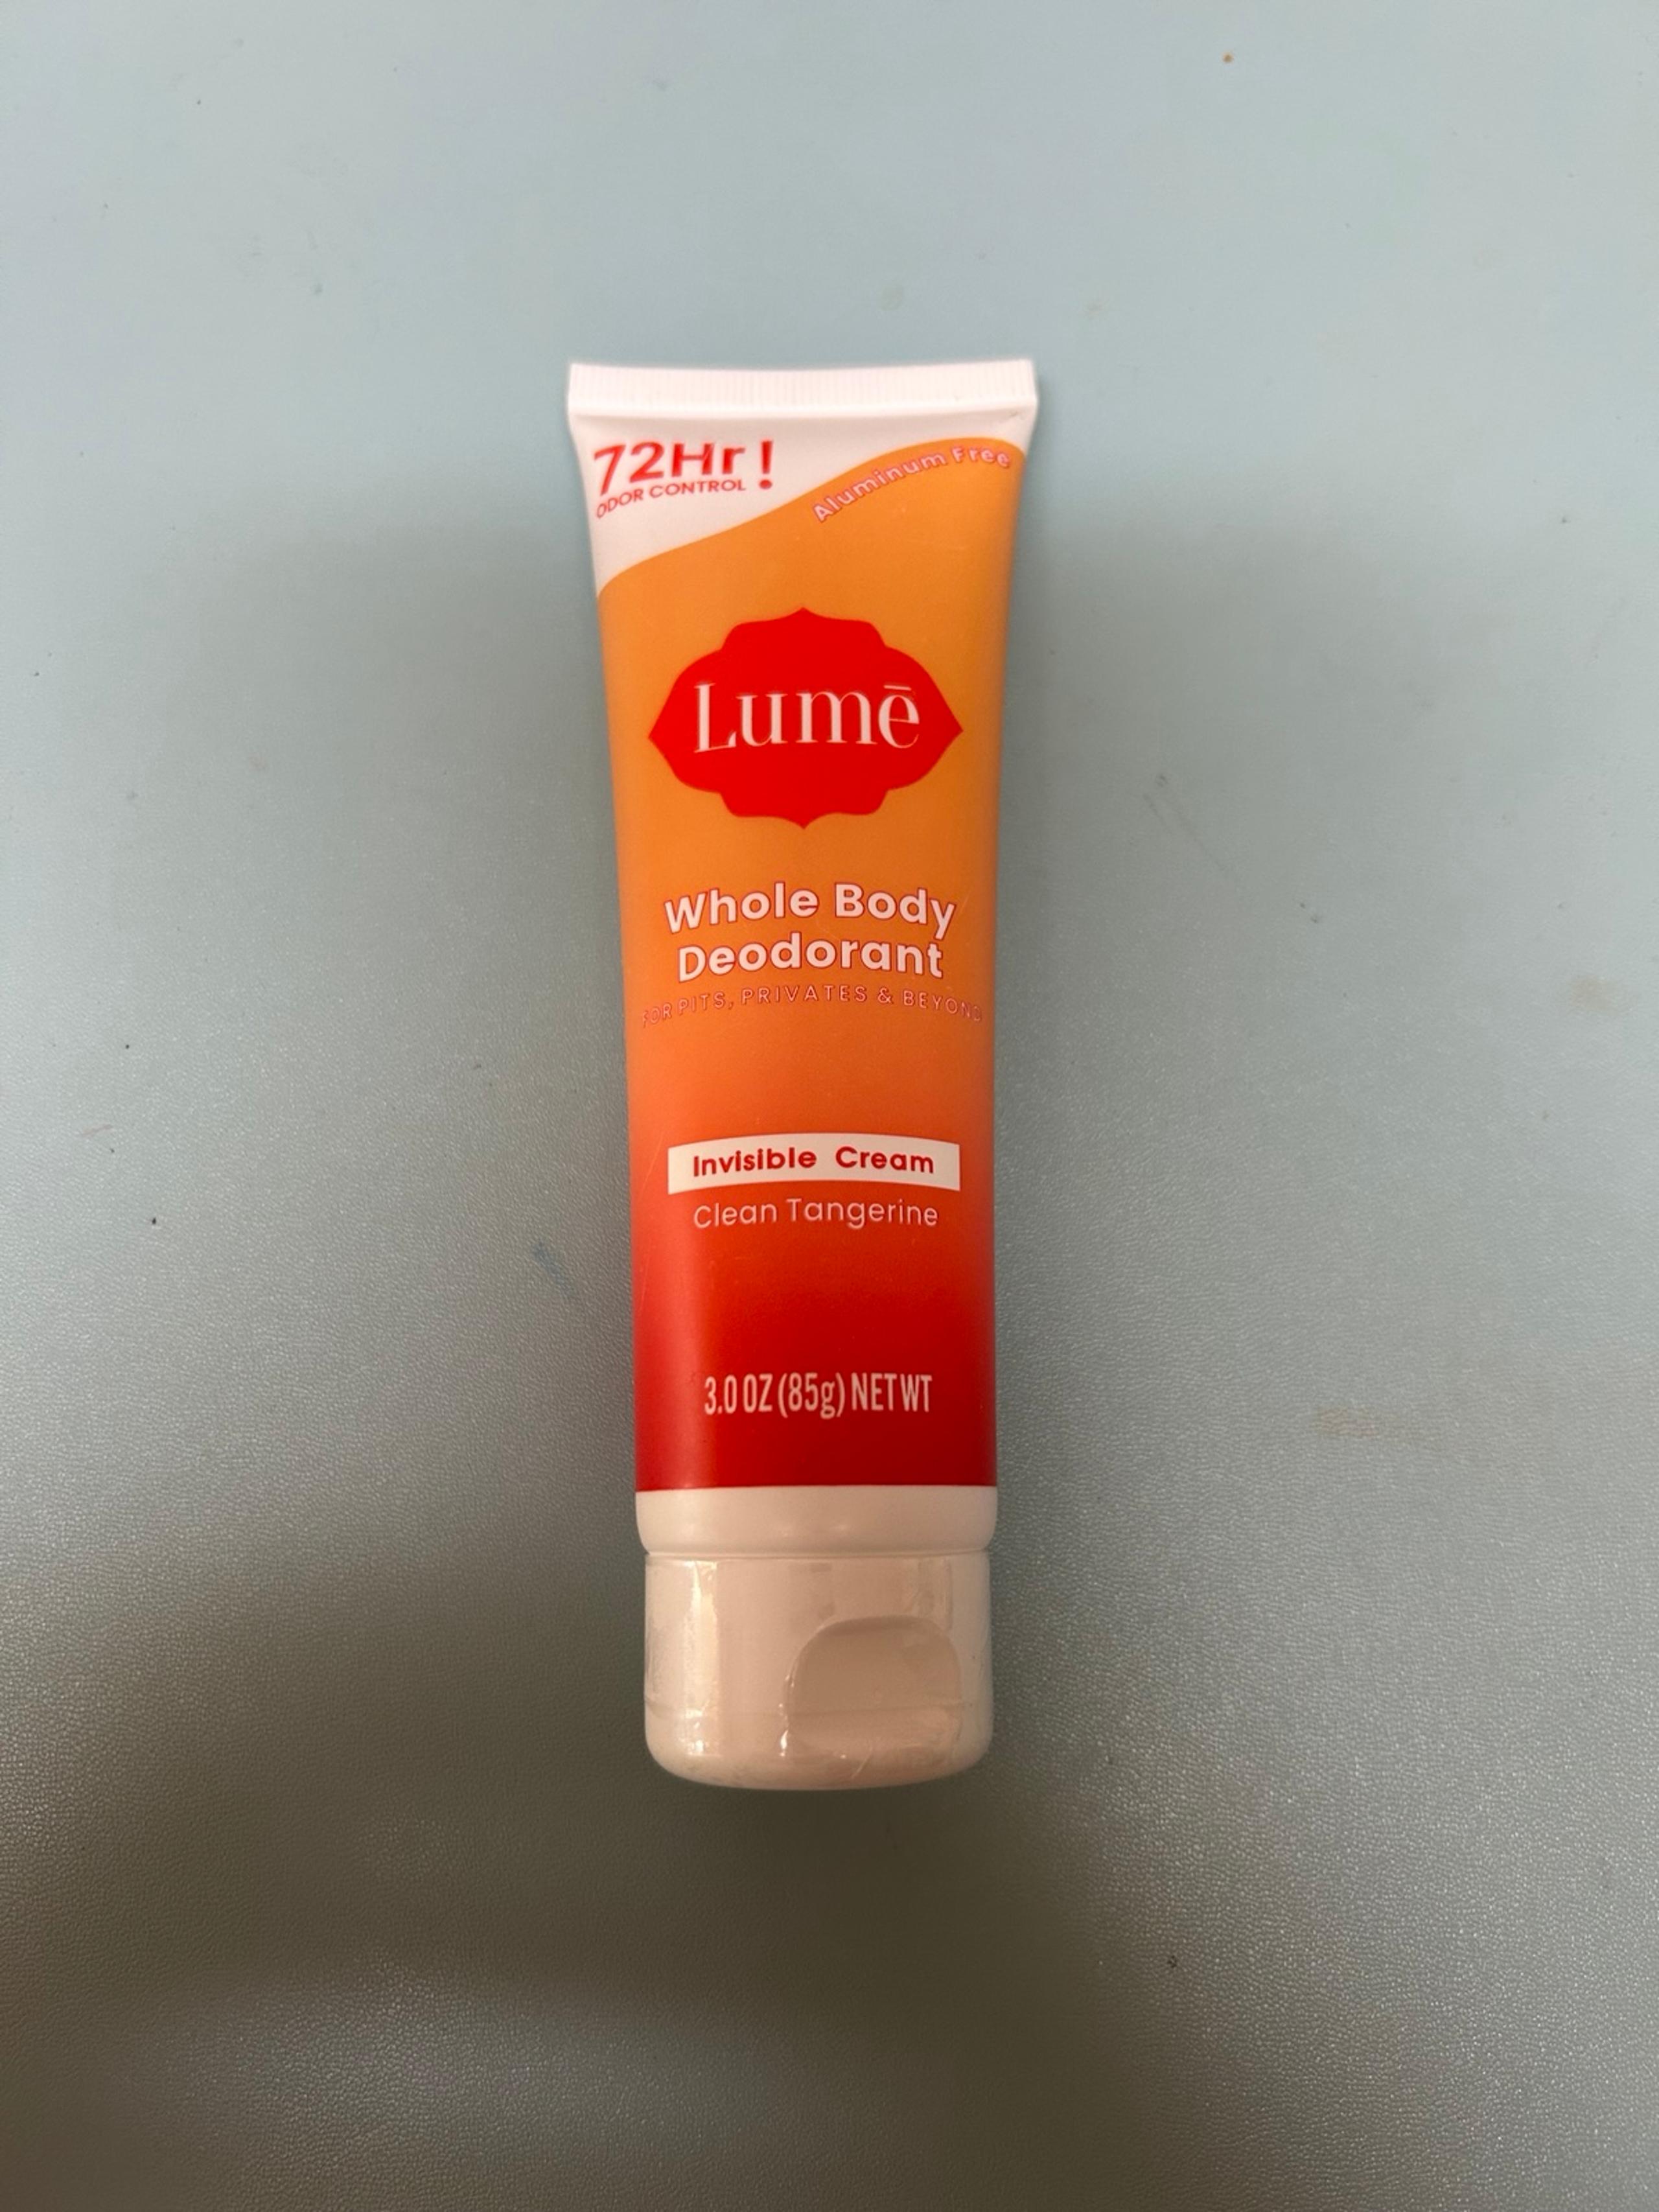 72Hr!
ODOR CONTROL
Aluminum Free
Lumē
Whole Body
Deodorant
FOR PITS, PRIVATES & BEYOND
Invisible Cream
Clean Tangerine
3.0 OZ (85g) NET WT